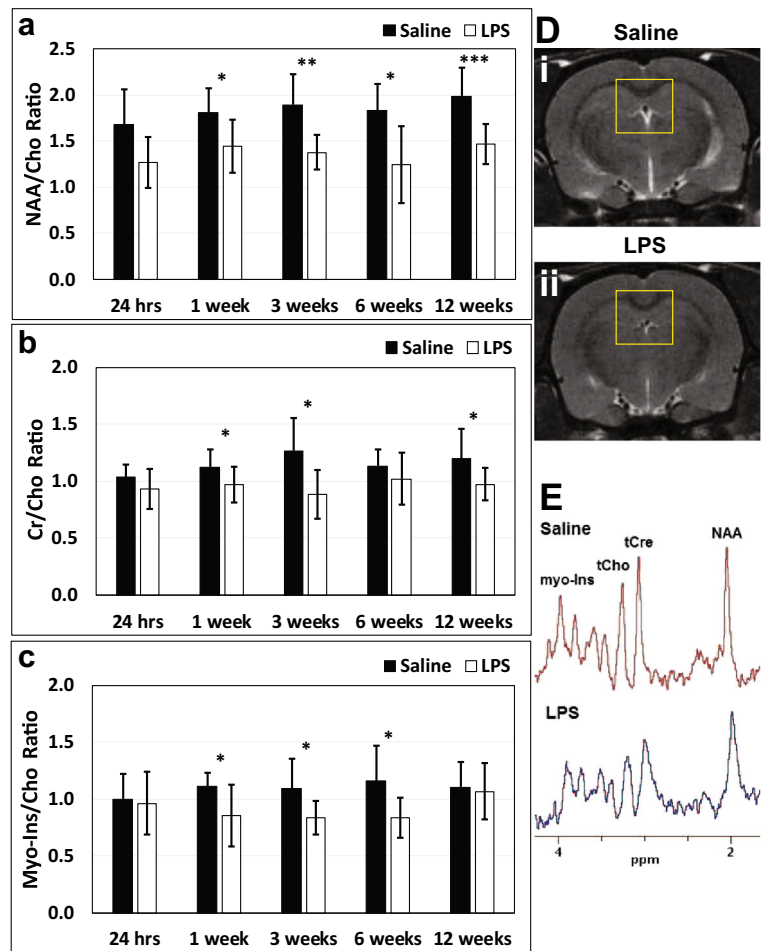 a
Saline LPS
NAA/Cho Ratio
2.5
2.0
1.5
1.0
0.5
0.0
* ** * ***
24 hrs 1 week 3 weeks 6 weeks 12 weeks
b
Saline LPS
Cr/Cho Ratio
2.0
1.5
1.0
0.5
0.0
* * *
24 hrs 1 week 3 weeks 6 weeks 12 weeks
c
Saline LPS
Myo-Ins/Cho Ratio
2.0
1.5
1.0
0.5
0.0
* * *
24 hrs 1 week 3 weeks 6 weeks 12 weeks
D
Saline
i
LPS
ii
E
Saline
myo-Ins
tCho
tCre
NAA
LPS
4 2
ppm